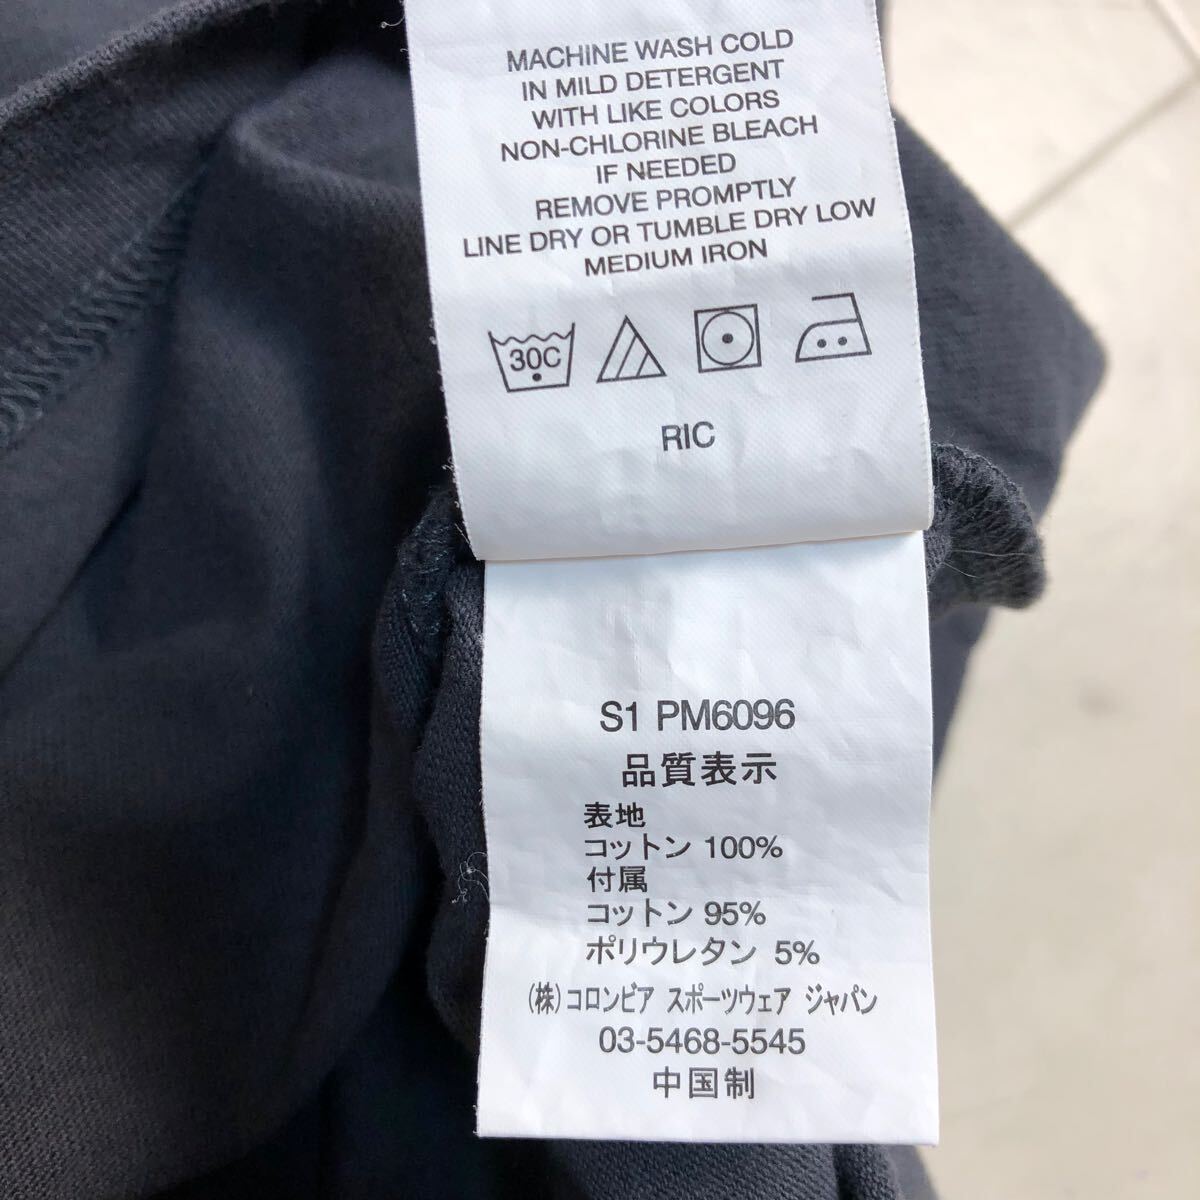 MACHINE WASH COLD
IN MILD DETERGENT
WITH LIKE COLORS
NON-CHLORINE BLEACH
IF NEEDED
REMOVE PROMPTLY
LINE DRY OR TUMBLE DRY LOW
MEDIUM IRON
30C
RIC
S1 PM6096
品質表示
表地
コットン 100%
付属
コットン 95%
ポリウレタン 5%
(株)コロンビア スポーツウェア ジャパン
03-5468-5545
中国制